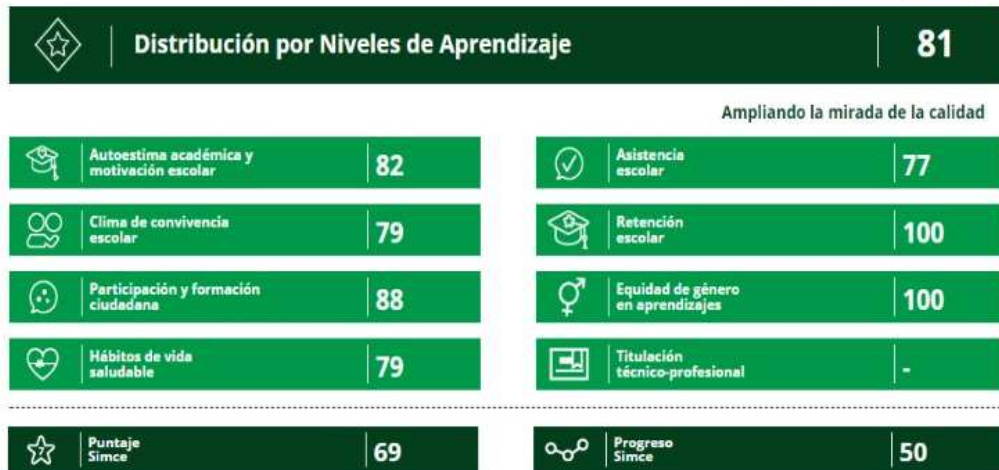 Distribución por Niveles de Aprendizaje 81
Ampliando la mirada de la calidad
Autoestima académica y
motivación escolar 82
Asistencia
escolar 77
Clima de convivencia
escolar 79
Retención
escolar 100
Participación y formación
ciudadana 88
Equidad de género
en aprendizajes 100
Hábitos de vida
saludable 79
Titulación
técnico-profesional -
7
Puntaje
Simce 69
Progreso
Simce 50